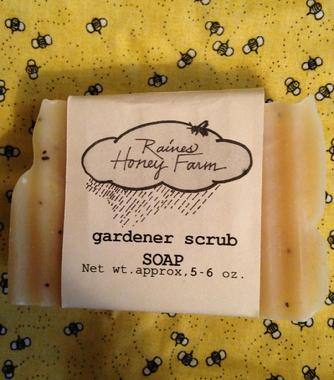 Raines
Honey Farm
gardener scrub
SOAP
Net wt.approx,5-6 oz.